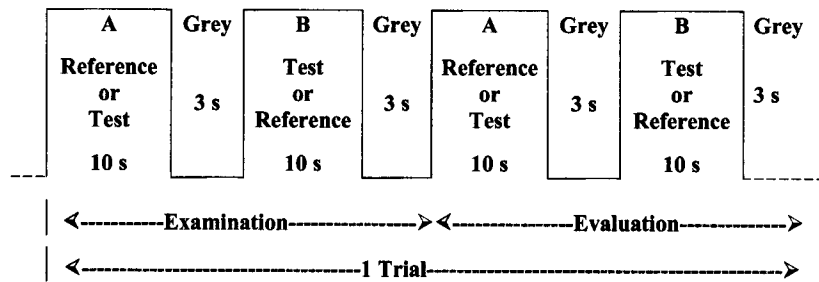 A Grey B Grey A Grey B Grey
Reference Test Reference Test
or 3 s or 3 s or 3 s or 3 s
Test Reference Test Reference
10 s 10 s 10 s 10 s
Examination Evaluation
1 Trial